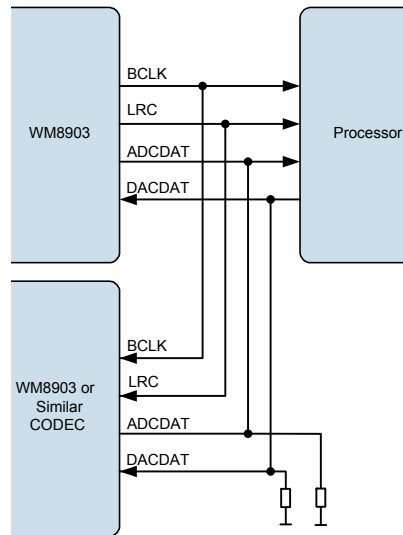 WM8903
BCLK
LRC
ADCDAT
DACDAT
Processor
WM8903 or
Similar
CODEC
BCLK
LRC
ADCDAT
DACDAT